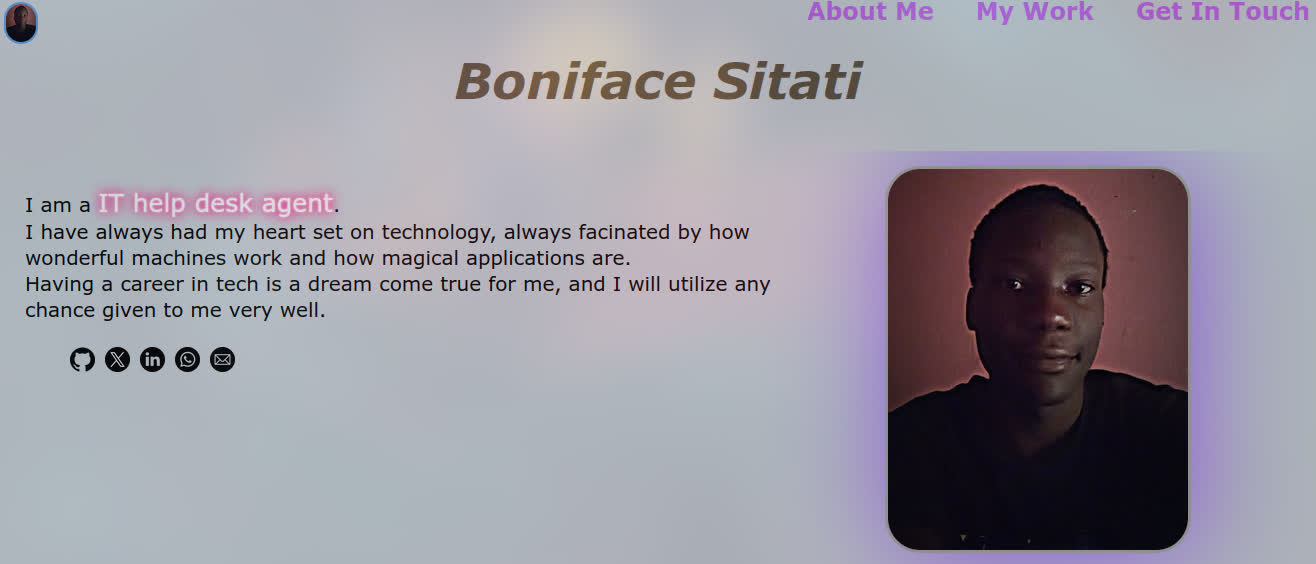 About Me My Work Get In Touch
Boniface Sitati
I am a IT help desk agent.
I have always had my heart set on technology, always facinated by how
wonderful machines work and how magical applications are.
Having a career in tech is a dream come true for me, and I will utilize any
chance given to me very well.